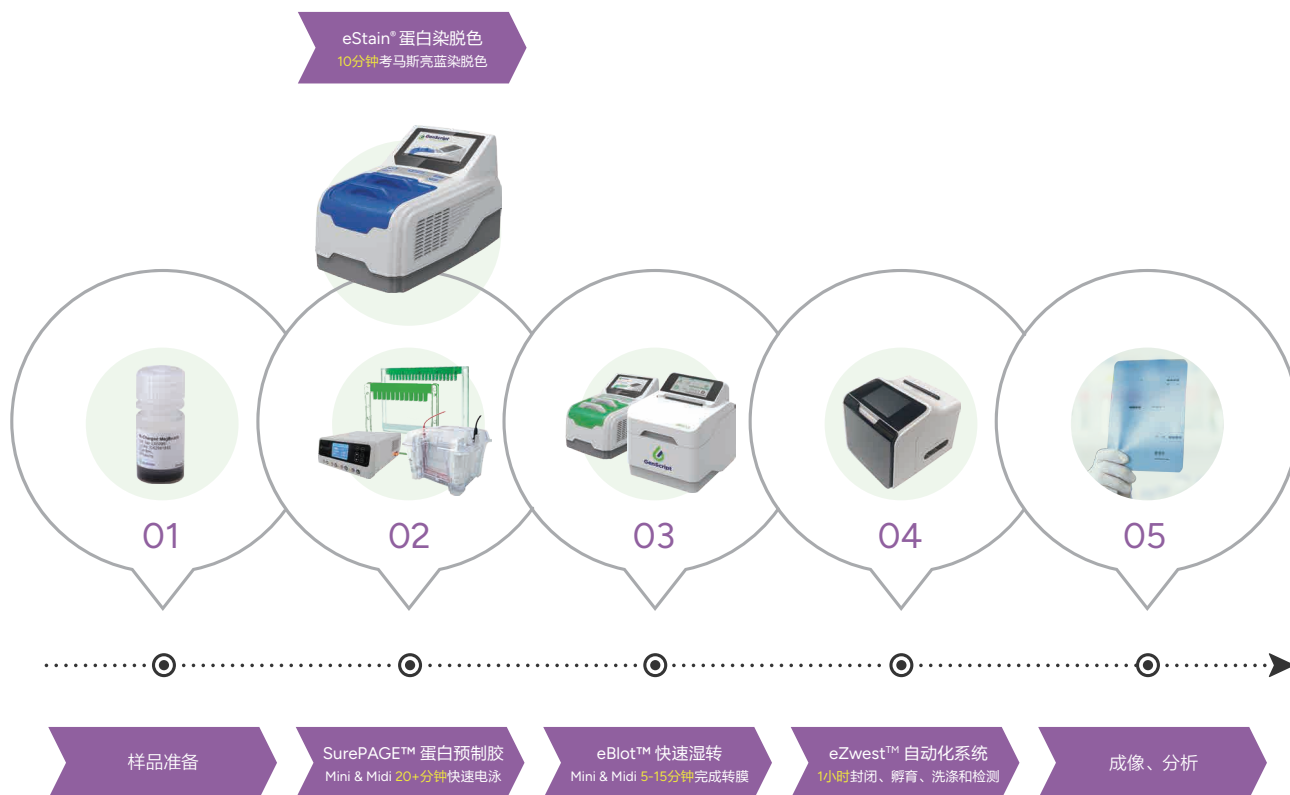 eStain® 蛋白染脱色
10分钟考马斯亮蓝染脱色
GenScript
01
02
03
04
05
GenScript
样品准备
SurePAGE™ 蛋白预制胶
Mini & Midi 20+分钟快速电泳
eBlot™ 快速湿转
Mini & Midi 5-15分钟完成转膜
eZwest™ 自动化系统
1小时封闭、孵育、洗涤和检测
成像、分析